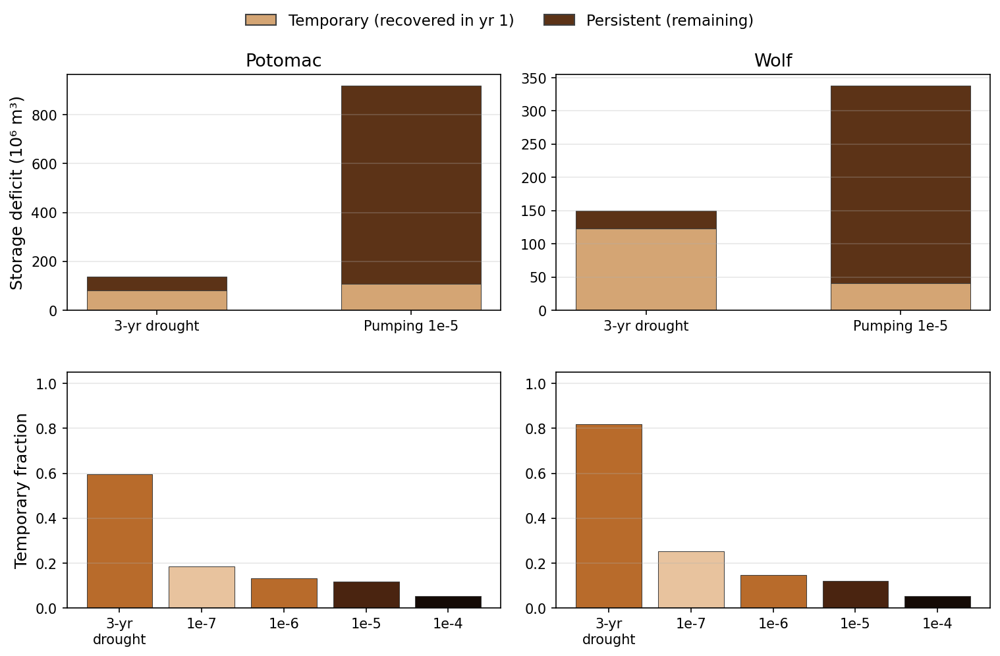 Temporary (recovered in yr 1) Persistent (remaining)
Potomac
Storage deficit (10⁶ m³)
800
600
400
200
0
3-yr drought Pumping 1e-5
Wolf
350
300
250
200
150
100
50
0
3-yr drought Pumping 1e-5
Temporary fraction
1.0
0.8
0.6
0.4
0.2
0.0
3-yr drought 1e-7 1e-6 1e-5 1e-4
1.0
0.8
0.6
0.4
0.2
0.0
3-yr drought 1e-7 1e-6 1e-5 1e-4